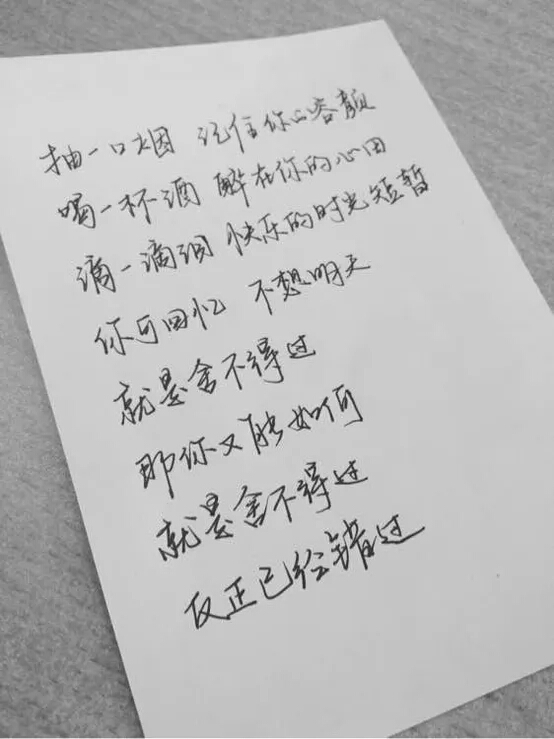 抽一口烟 记住你的容颜
喝一杯酒 醉在你的心田
滴一滴泪 快乐的时光短暂
你可回忆 不想明天
就是舍不得过
那你又能如何
就是舍不得过
反正已经错过